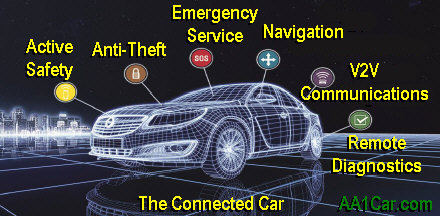 Emergency
Service
Navigation
Active
Safety
Anti-Theft
SOS
V2V
Communications
Remote
Diagnostics
The Connected Car
AA1Car.com